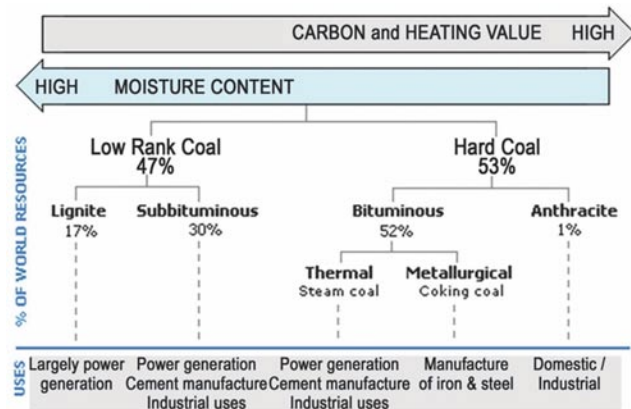 CARBON and HEATING VALUE HIGH
HIGH MOISTURE CONTENT
% OF WORLD RESOURCES
Low Rank Coal
47%
Hard Coal
53%
Lignite
17%
Subbituminous
30%
Bituminous
52%
Anthracite
1%
Thermal
Steam coal
Metallurgical
Coking coal
USES
Largely power
generation
Power generation
Cement manufacture
Industrial uses
Power generation
Cement manufacture
Industrial uses
Manufacture
of iron & steel
Domestic /
Industrial